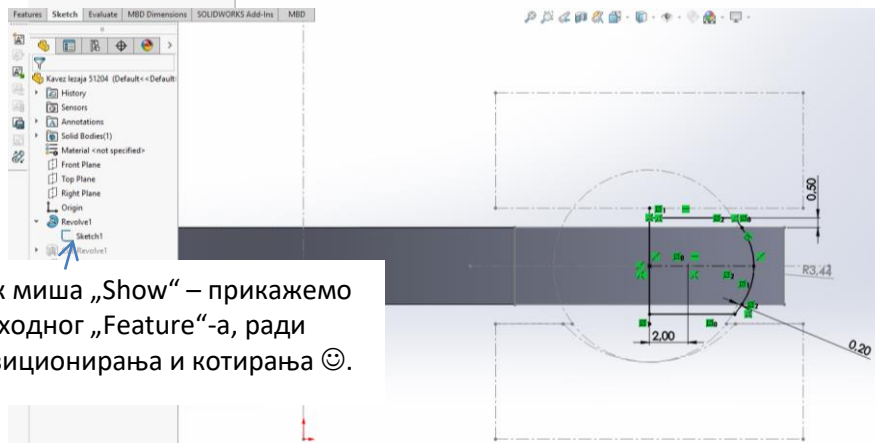 Features Sketch Evaluate MBD Dimensions SOLIDWORKS Add-Ins MBD
Kavez lezaja 51204 (Default<<Default
History
Sensors
Annotations
Solid Bodies(1)
Material <not specified>
Front Plane
Top Plane
Right Plane
Origin
Revolve1
Sketch1
Revolve1
миша „Show“ – прикажемо
ходног „Feature“-а, ради
зиционирања и котирања ☺.
0,50
R3,44
2,00
0,20